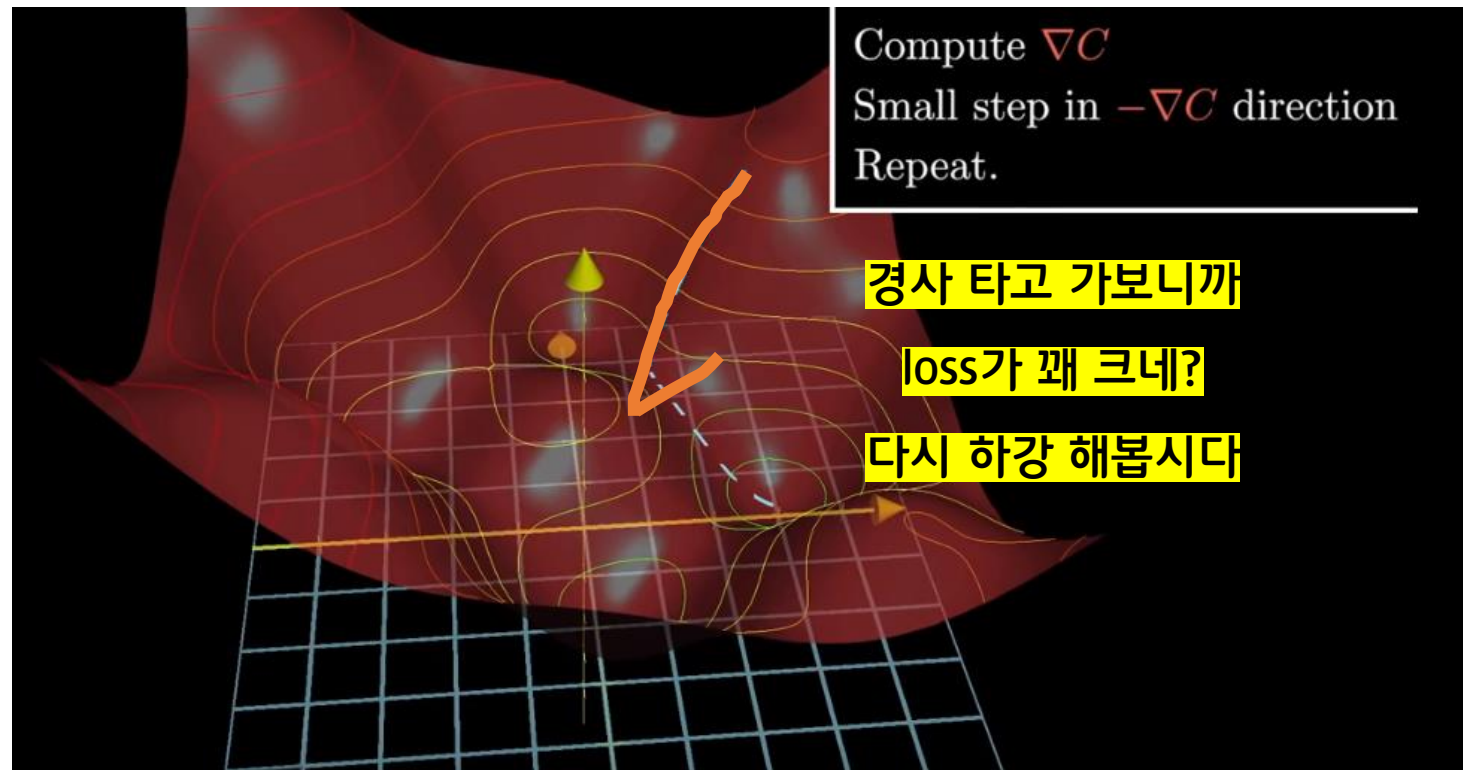 Compute ∇C
Small step in −∇C direction
Repeat.
경사 타고 가보니까
loss가 꽤 크네?
다시 하강 해봅시다